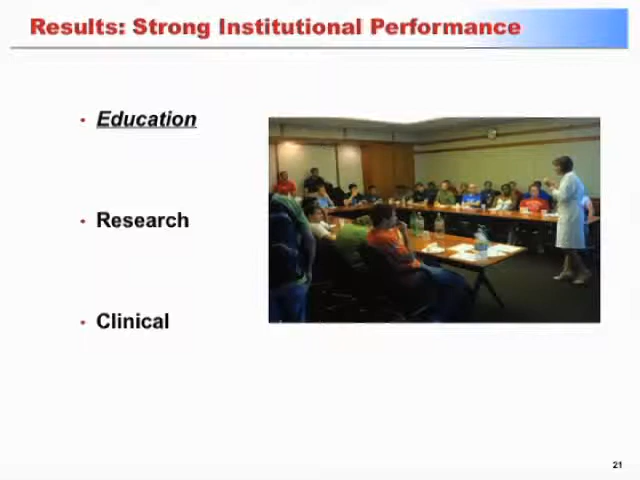 Results: Strong Institutional Performance
• Education
• Research
• Clinical
21